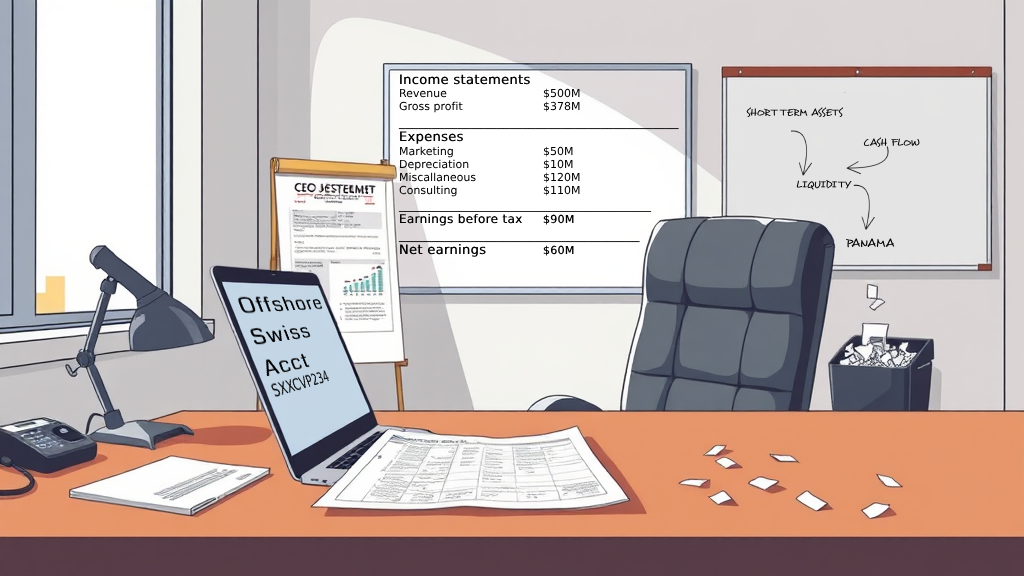 Income statements
Revenue $500M
Gross profit $378M
Expenses
Marketing $50M
Depreciation $10M
Miscallaneous $120M
Consulting $110M
Earnings before tax $90M
Net earnings $60M
SHORT TERM ASSETS
CASH FLOW
LIQUIDITY
PANAMA
CEO JESTELMIT
Offshore
Swiss
Acct
SXXCVP234